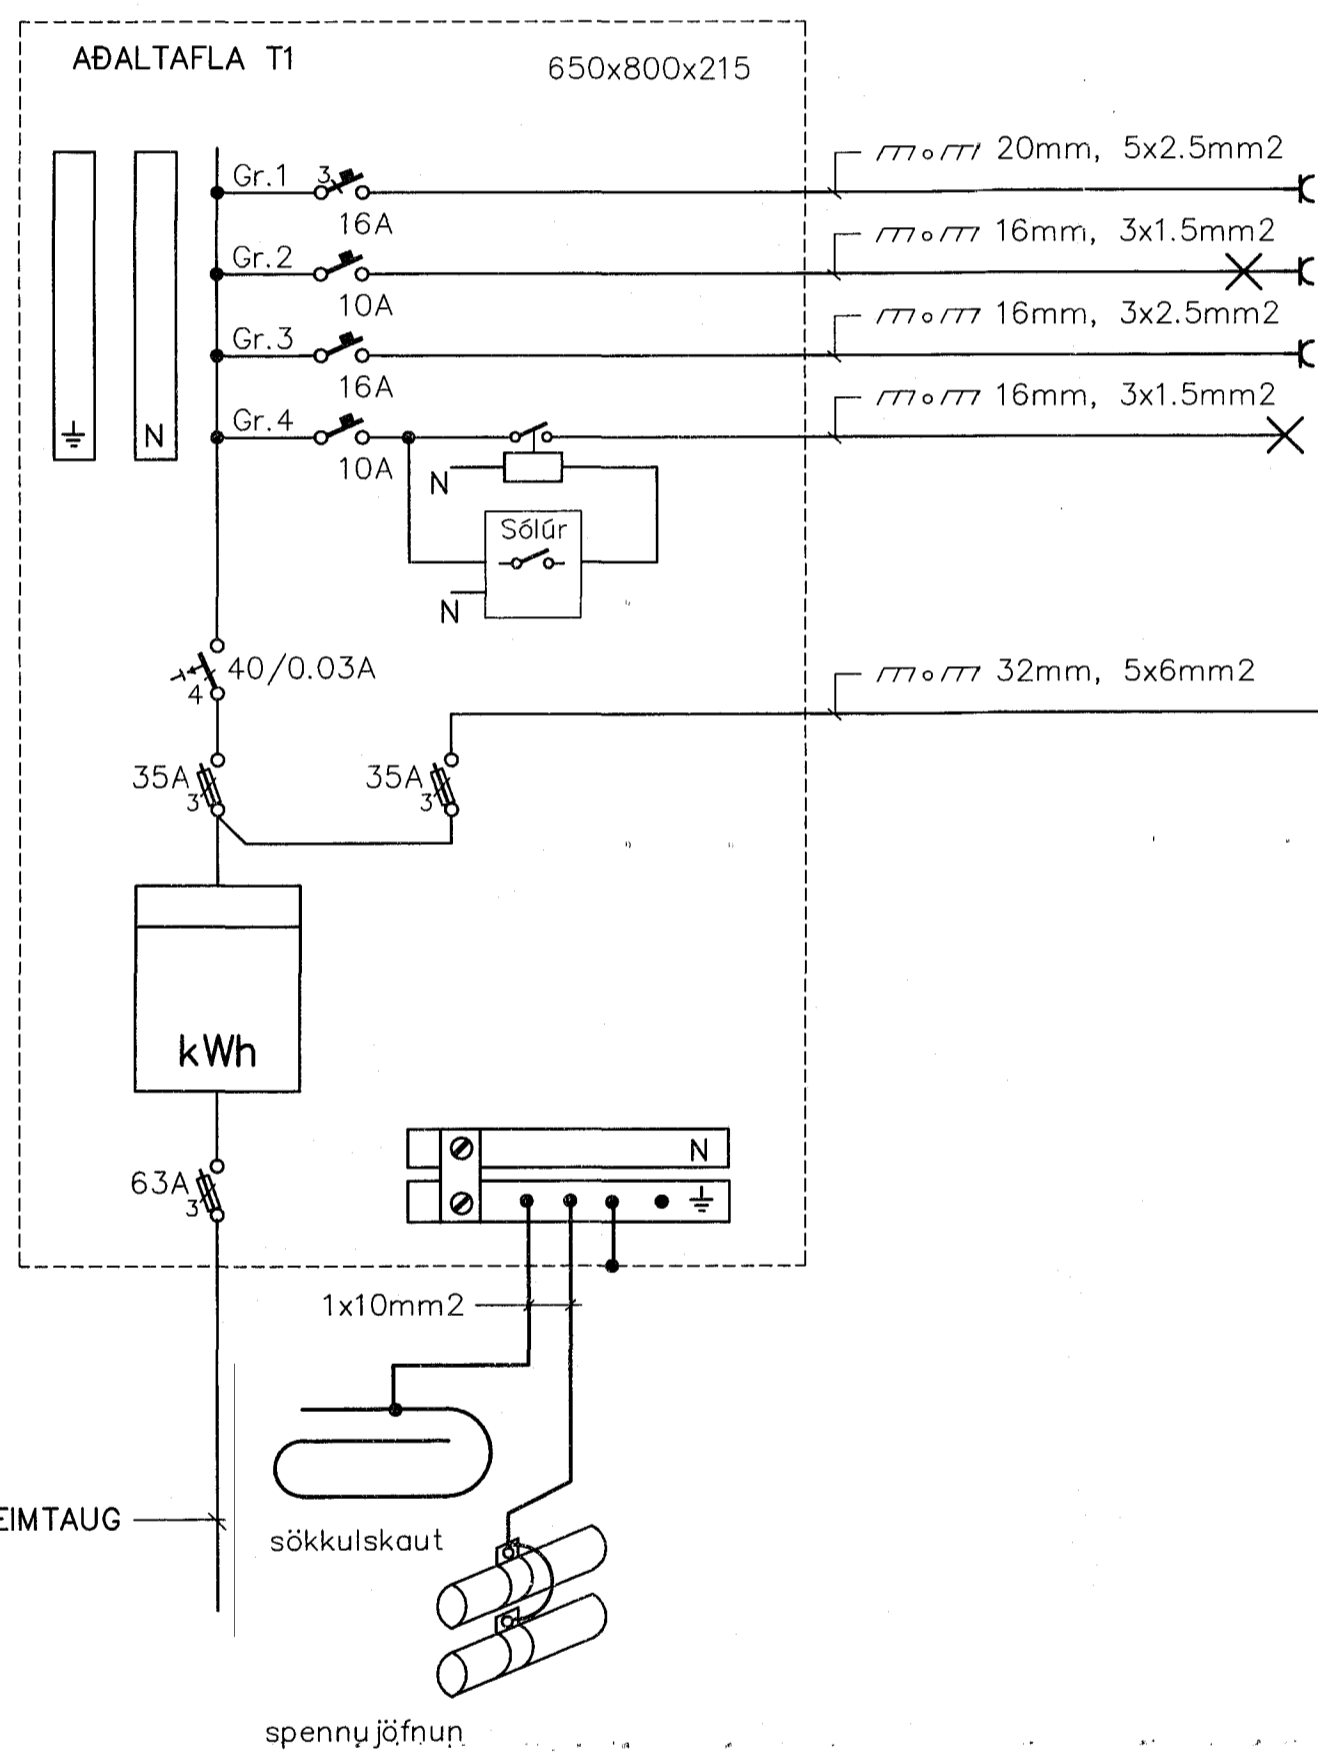 AÐALTAFLA T1
650x800x215
Gr.1
3
16A
20mm, 5x2.5mm2
Gr.2
10A
16mm, 3x1.5mm2
Gr.3
16A
16mm, 3x2.5mm2
Gr.4
10A
16mm, 3x1.5mm2
N
N
Sólúr
N
40/0.03A
4
32mm, 5x6mm2
35A
3
35A
3
kWh
63A
3
N
1x10mm2
EIMTAUG
sökkulskaut
spennujöfnun